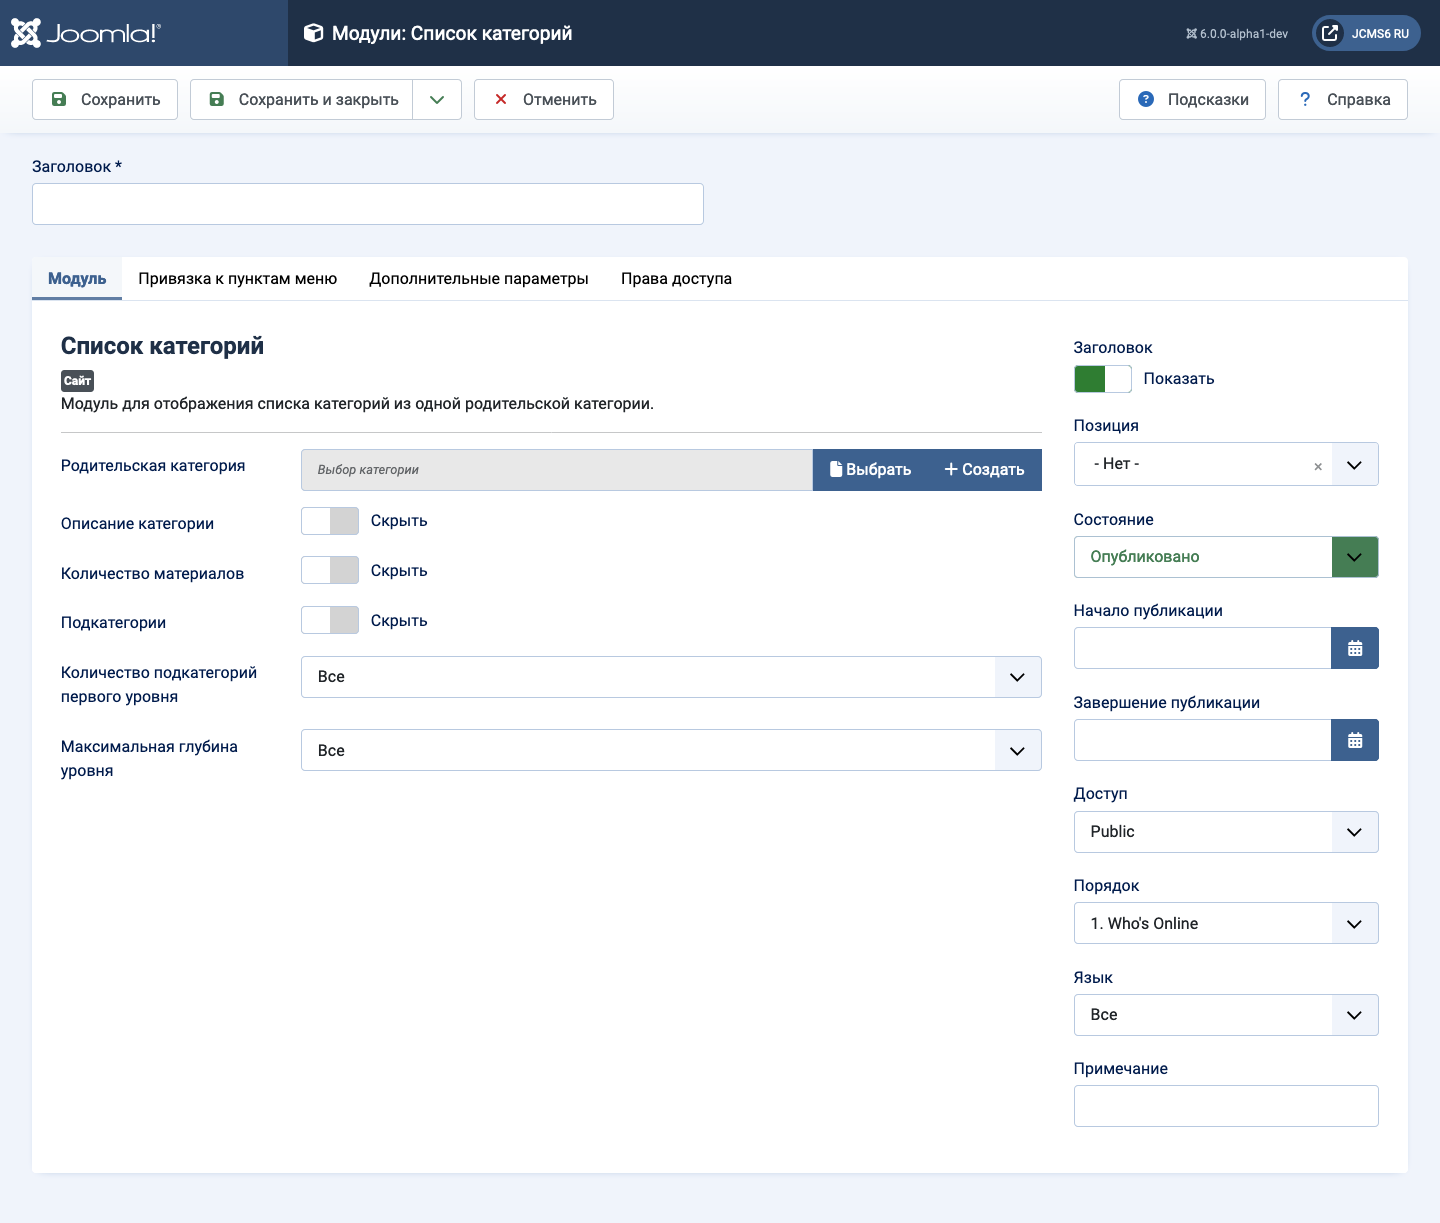 Joomla!®
Модули: Список категорий
6.0.0-alpha1-dev
JCMS6 RU
Сохранить
Сохранить и закрыть
Отменить
Подсказки
Справка
Заголовок *
Модуль
Привязка к пунктам меню
Дополнительные параметры
Права доступа
Список категорий
Сайт
Модуль для отображения списка категорий из одной родительской категории.
Родительская категория
Выбор категории
Выбрать
Создать
Описание категории
Скрыть
Количество материалов
Скрыть
Подкатегории
Скрыть
Количество подкатегорий
первого уровня
Все
Максимальная глубина
уровня
Все
Заголовок
Показать
Позиция
- Нет -
Состояние
Опубликовано
Начало публикации
Завершение публикации
Доступ
Public
Порядок
1. Who's Online
Язык
Все
Примечание